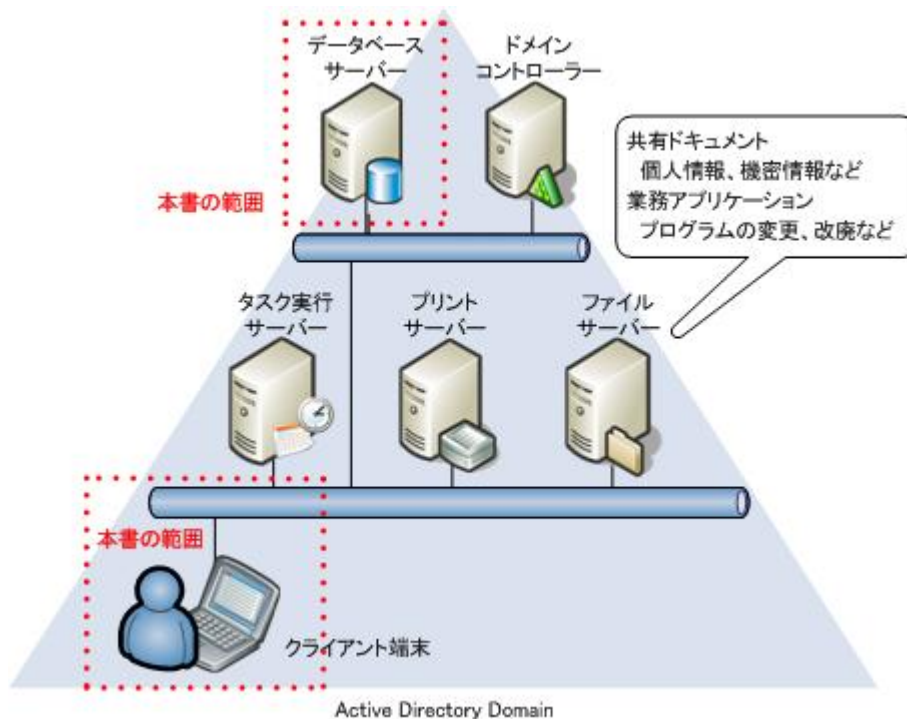 データベース
サーバー
ドメイン
コントローラー
共有ドキュメント
個人情報、機密情報など
業務アプリケーション
プログラムの変更、改廃など
本書の範囲
タスク実行
サーバー
プリント
サーバー
ファイル
サーバー
本書の範囲
クライアント端末
Active Directory Domain